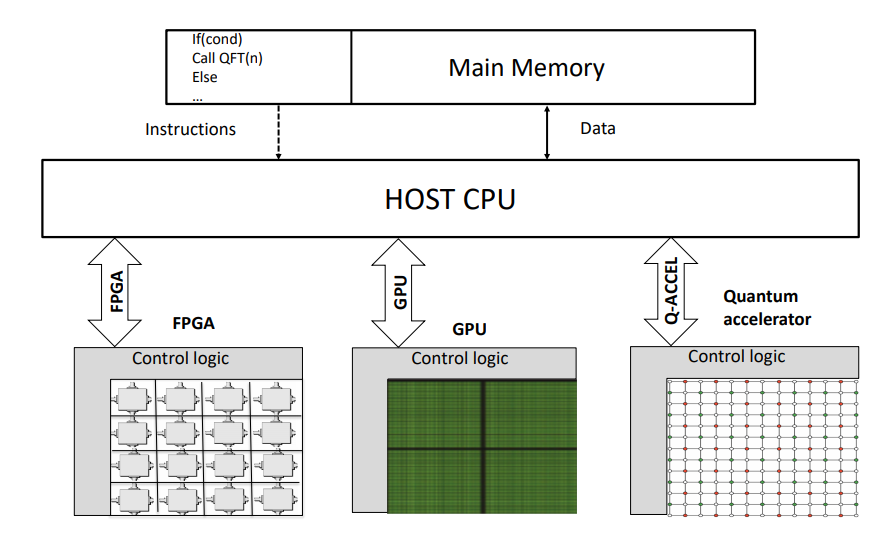 If(cond)
Call QFT(n)
Else
...
Main Memory
Instructions
Data
HOST CPU
FPGA
GPU
Q-ACCEL
FPGA
GPU
Quantum
accelerator
Control logic
Control logic
Control logic